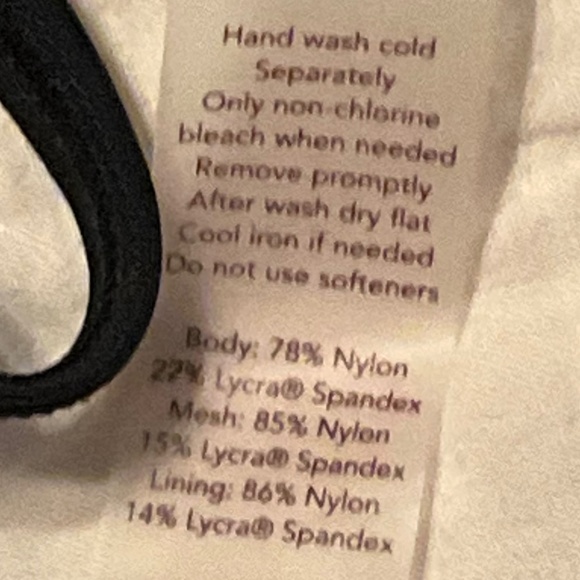 Hand wash cold
Separately
Only non-chlorine
bleach when needed
Remove promptly
After wash dry flat
Cool iron if needed
Do not use softeners
Body: 78% Nylon
22% Lycra® Spandex
Mesh: 85% Nylon
15% Lycra® Spandex
Lining: 86% Nylon
14% Lycra® Spandex